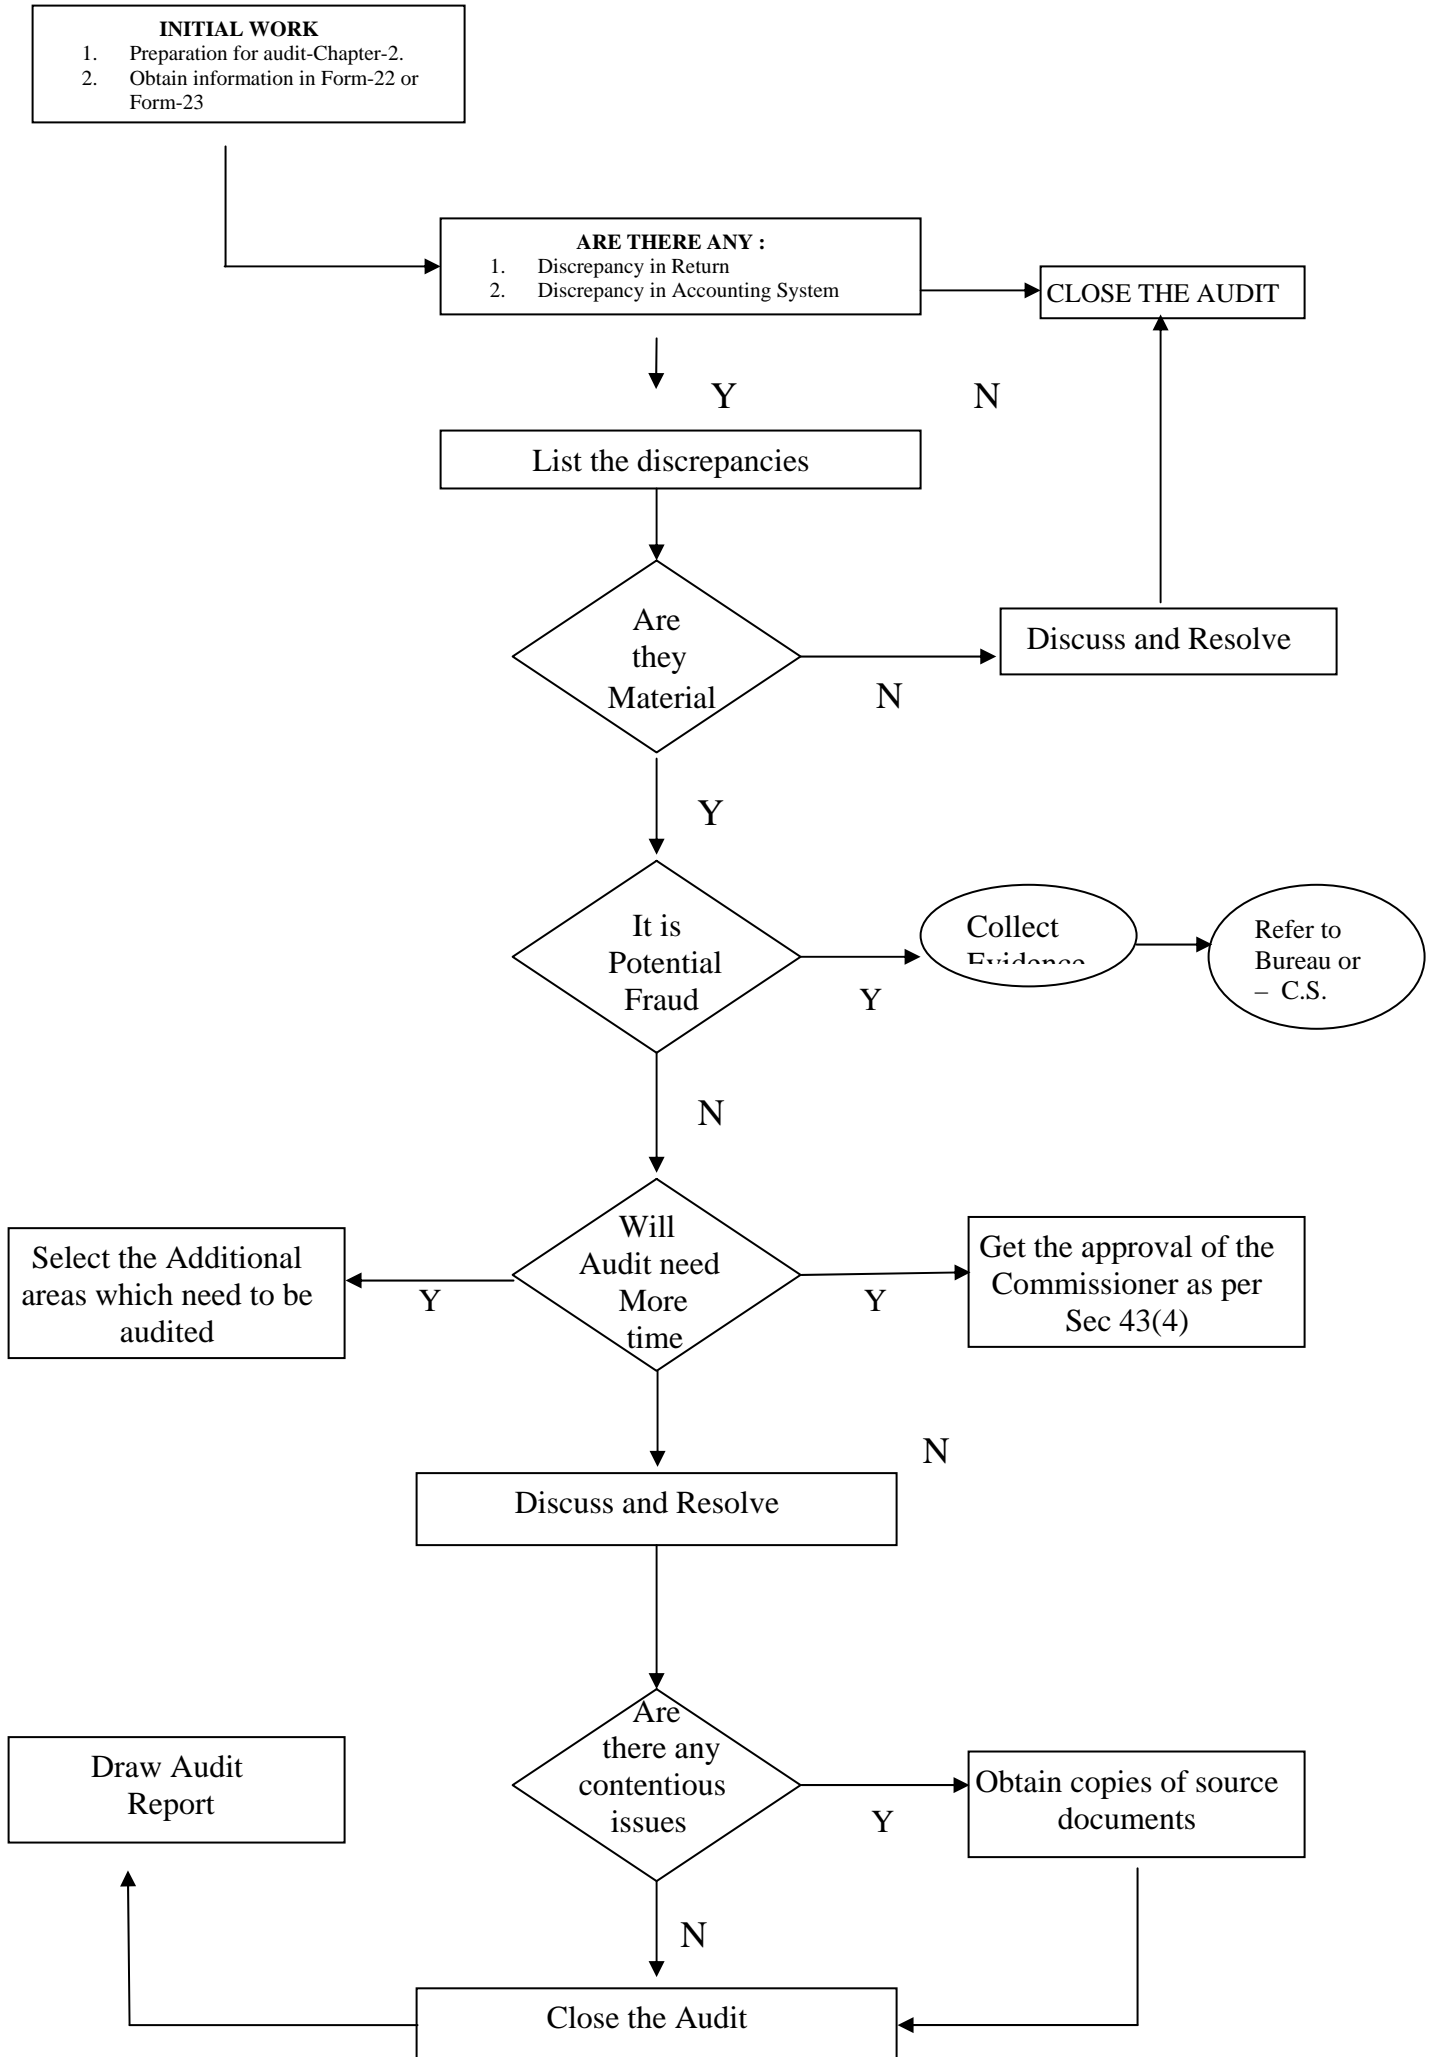 INITIAL WORK
1. Preparation for audit-Chapter-2.
2. Obtain information in Form-22 or
Form-23
ARE THERE ANY :
1. Discrepancy in Return
2. Discrepancy in Accounting System
CLOSE THE AUDIT
Y
N
List the discrepancies
Are
they
Material
N
Discuss and Resolve
Y
It is
Potential
Fraud
Y
Collect
Evidence
Refer to
Bureau or
– C.S.
N
Will
Audit need
More
time
Y
Select the Additional
areas which need to be
audited
Y
Get the approval of the
Commissioner as per
Sec 43(4)
N
Discuss and Resolve
Are
there any
contentious
issues
Y
Obtain copies of source
documents
Draw Audit
Report
N
Close the Audit